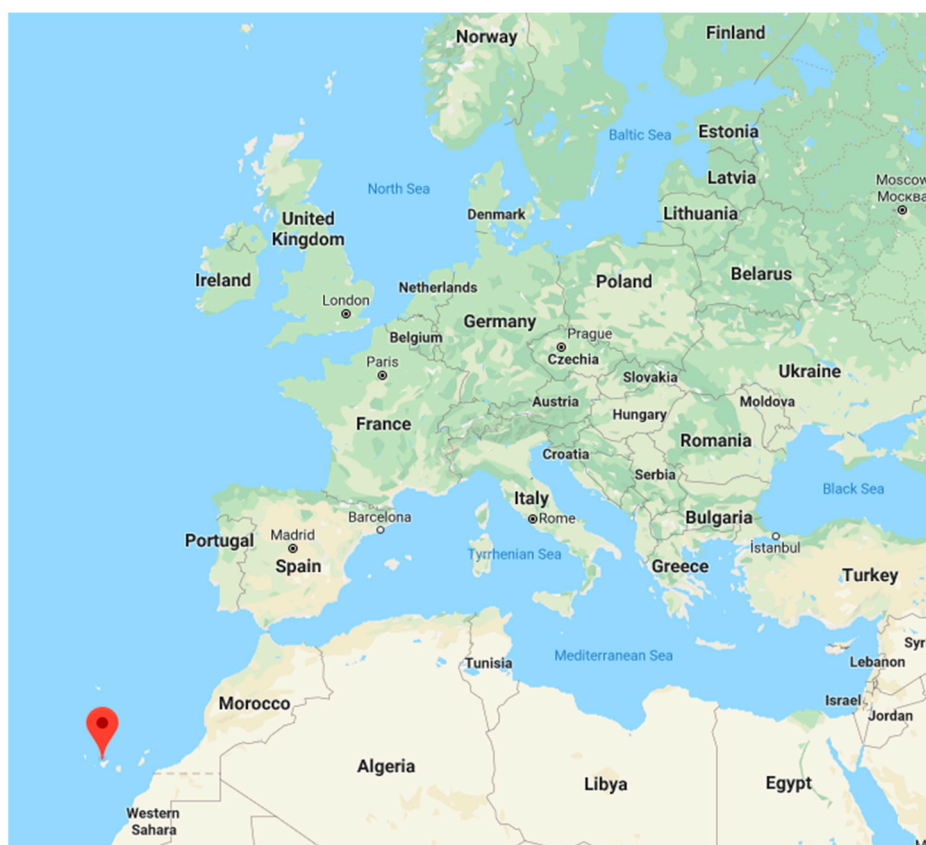 Norway
Finland
Baltic Sea
Estonia
Latvia
Lithuania
Moscow
Москва
North Sea
Denmark
United
Kingdom
Ireland
London
Netherlands
Belgium
Germany
Poland
Belarus
Prague
Czechia
Paris
France
Slovakia
Ukraine
Austria
Hungary
Moldova
Romania
Croatia
Serbia
Black Sea
Italy
Rome
Barcelona
Bulgaria
Portugal
Madrid
Spain
Tyrrhenian Sea
İstanbul
Greece
Turkey
Mediterranean Sea
Tunisia
Syr
Lebanon
Israel
Jordan
Morocco
Algeria
Libya
Egypt
Western
Sahara